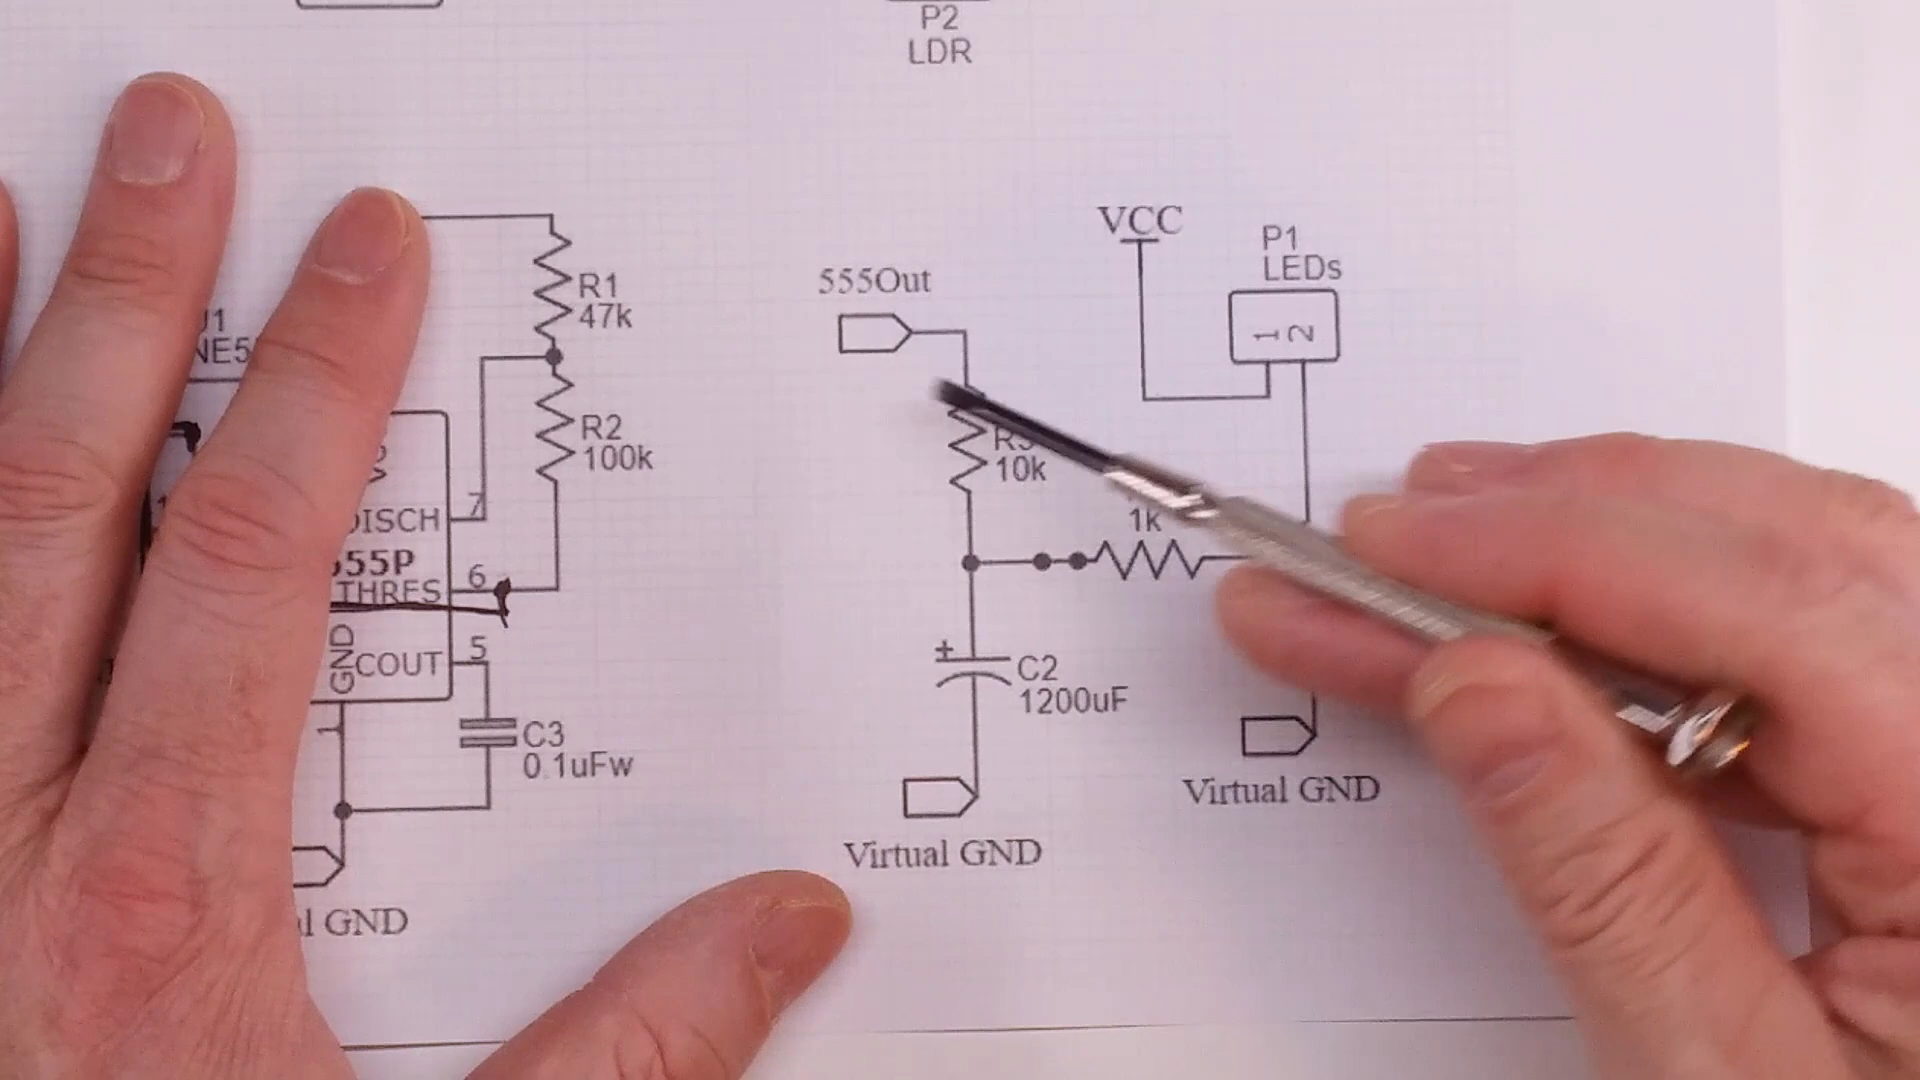 P2
LDR
R1
47k
R2
100k
7
6
THRES
GND
COUT
5
1
C3
0.1uFw
GND
555Out
10k
1k
+
C2
1200uF
Virtual GND
VCC
P1
LEDs
1
2
Virtual GND